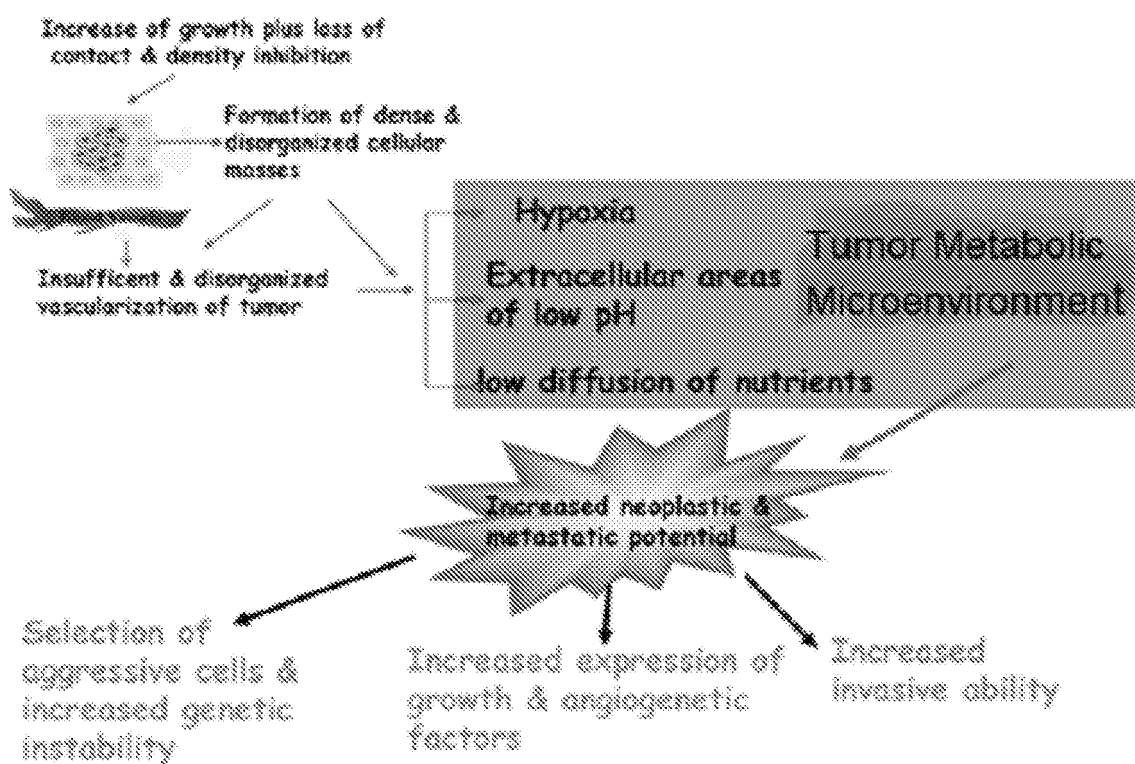 Increase of growth plus loss of
contact & density inhibition
Formation of dense &
disorganized cellular
masses
Insufficent & disorganized
vascularization of tumor
Hypoxia
Extracellular areas
of low pH
low diffusion of nutrients
Tumor Metabolic
Microenvironment
Increased neoplastic &
metastatic potential
Selection of
aggressive cells &
increased genetic
instability
Increased expression of
growth & angiogenetic
factors
Increased
invasive ability